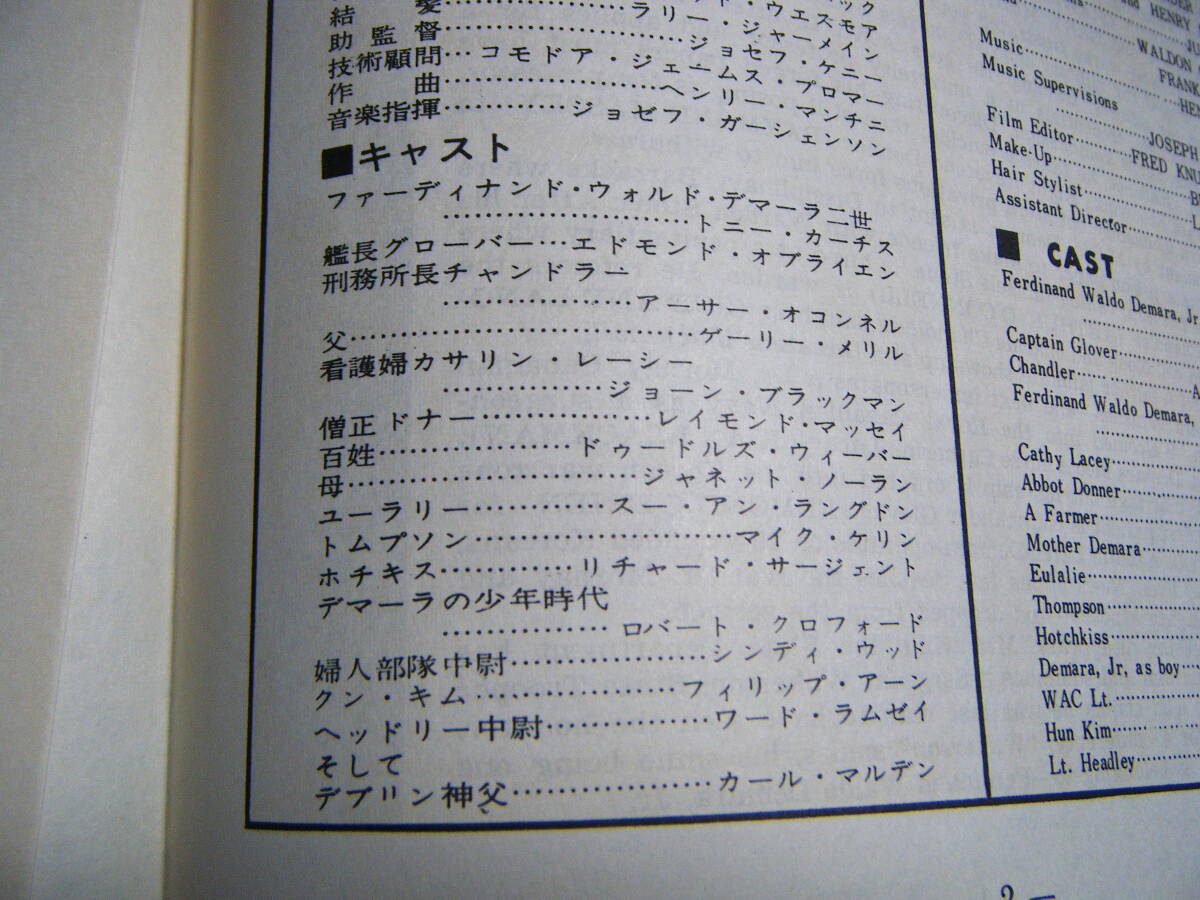 結 髪……………ラリー・ジャーメイン
助監督……………ジョセフ・ケニー
技術顧問…コモドア・ジェームス・プロマー
作 曲……………ヘンリー・マンチニ
音楽指揮…………ジョゼフ・ガーシェンソン
■キャスト
ファーディナンド・ウォルド・デマーラ二世
……………………トニー・カーチス
艦長グローバー…エドモンド・オブライエン
刑務所長チャンドラー
………………アーサー・オコンネル
父……………………………ゲーリー・メリル
看護婦カサリン・レーシー
……………ジョーン・ブラックマン
僧正ドナー……………レイモンド・マッセイ
百姓………………ドゥードルズ・ウィーバー
母………………………ジャネット・ノーラン
ユーラリー…………スー・アン・ラングドン
トムプソン……………………マイク・ケリン
ホチキス…………リチャード・サージェント
デマーラの少年時代
……………ロバート・クロフォード
婦人部隊中尉………………シンディ・ウッド
クン・キム………………フィリップ・アーン
ヘッドリー中尉……………ワード・ラムゼイ
そして
デブリン神父………………カール・マルデン
Music
Music Supervisions
JOSEPH
Film Editor……FRED
Make-Up
Hair Stylist
Assistant Director
■ CAST
Ferdinand Waldo Demara, Jr
Captain Glover
Chandler
Ferdinand Waldo Demara,
Cathy Lacey
Abbot Donner
A Farmer
Mother Demara
Eulalie
Thompson
Hotchkiss
Demara, Jr, as boy
WAC Lt.
Hun Kim
Lt. Headley
2 —